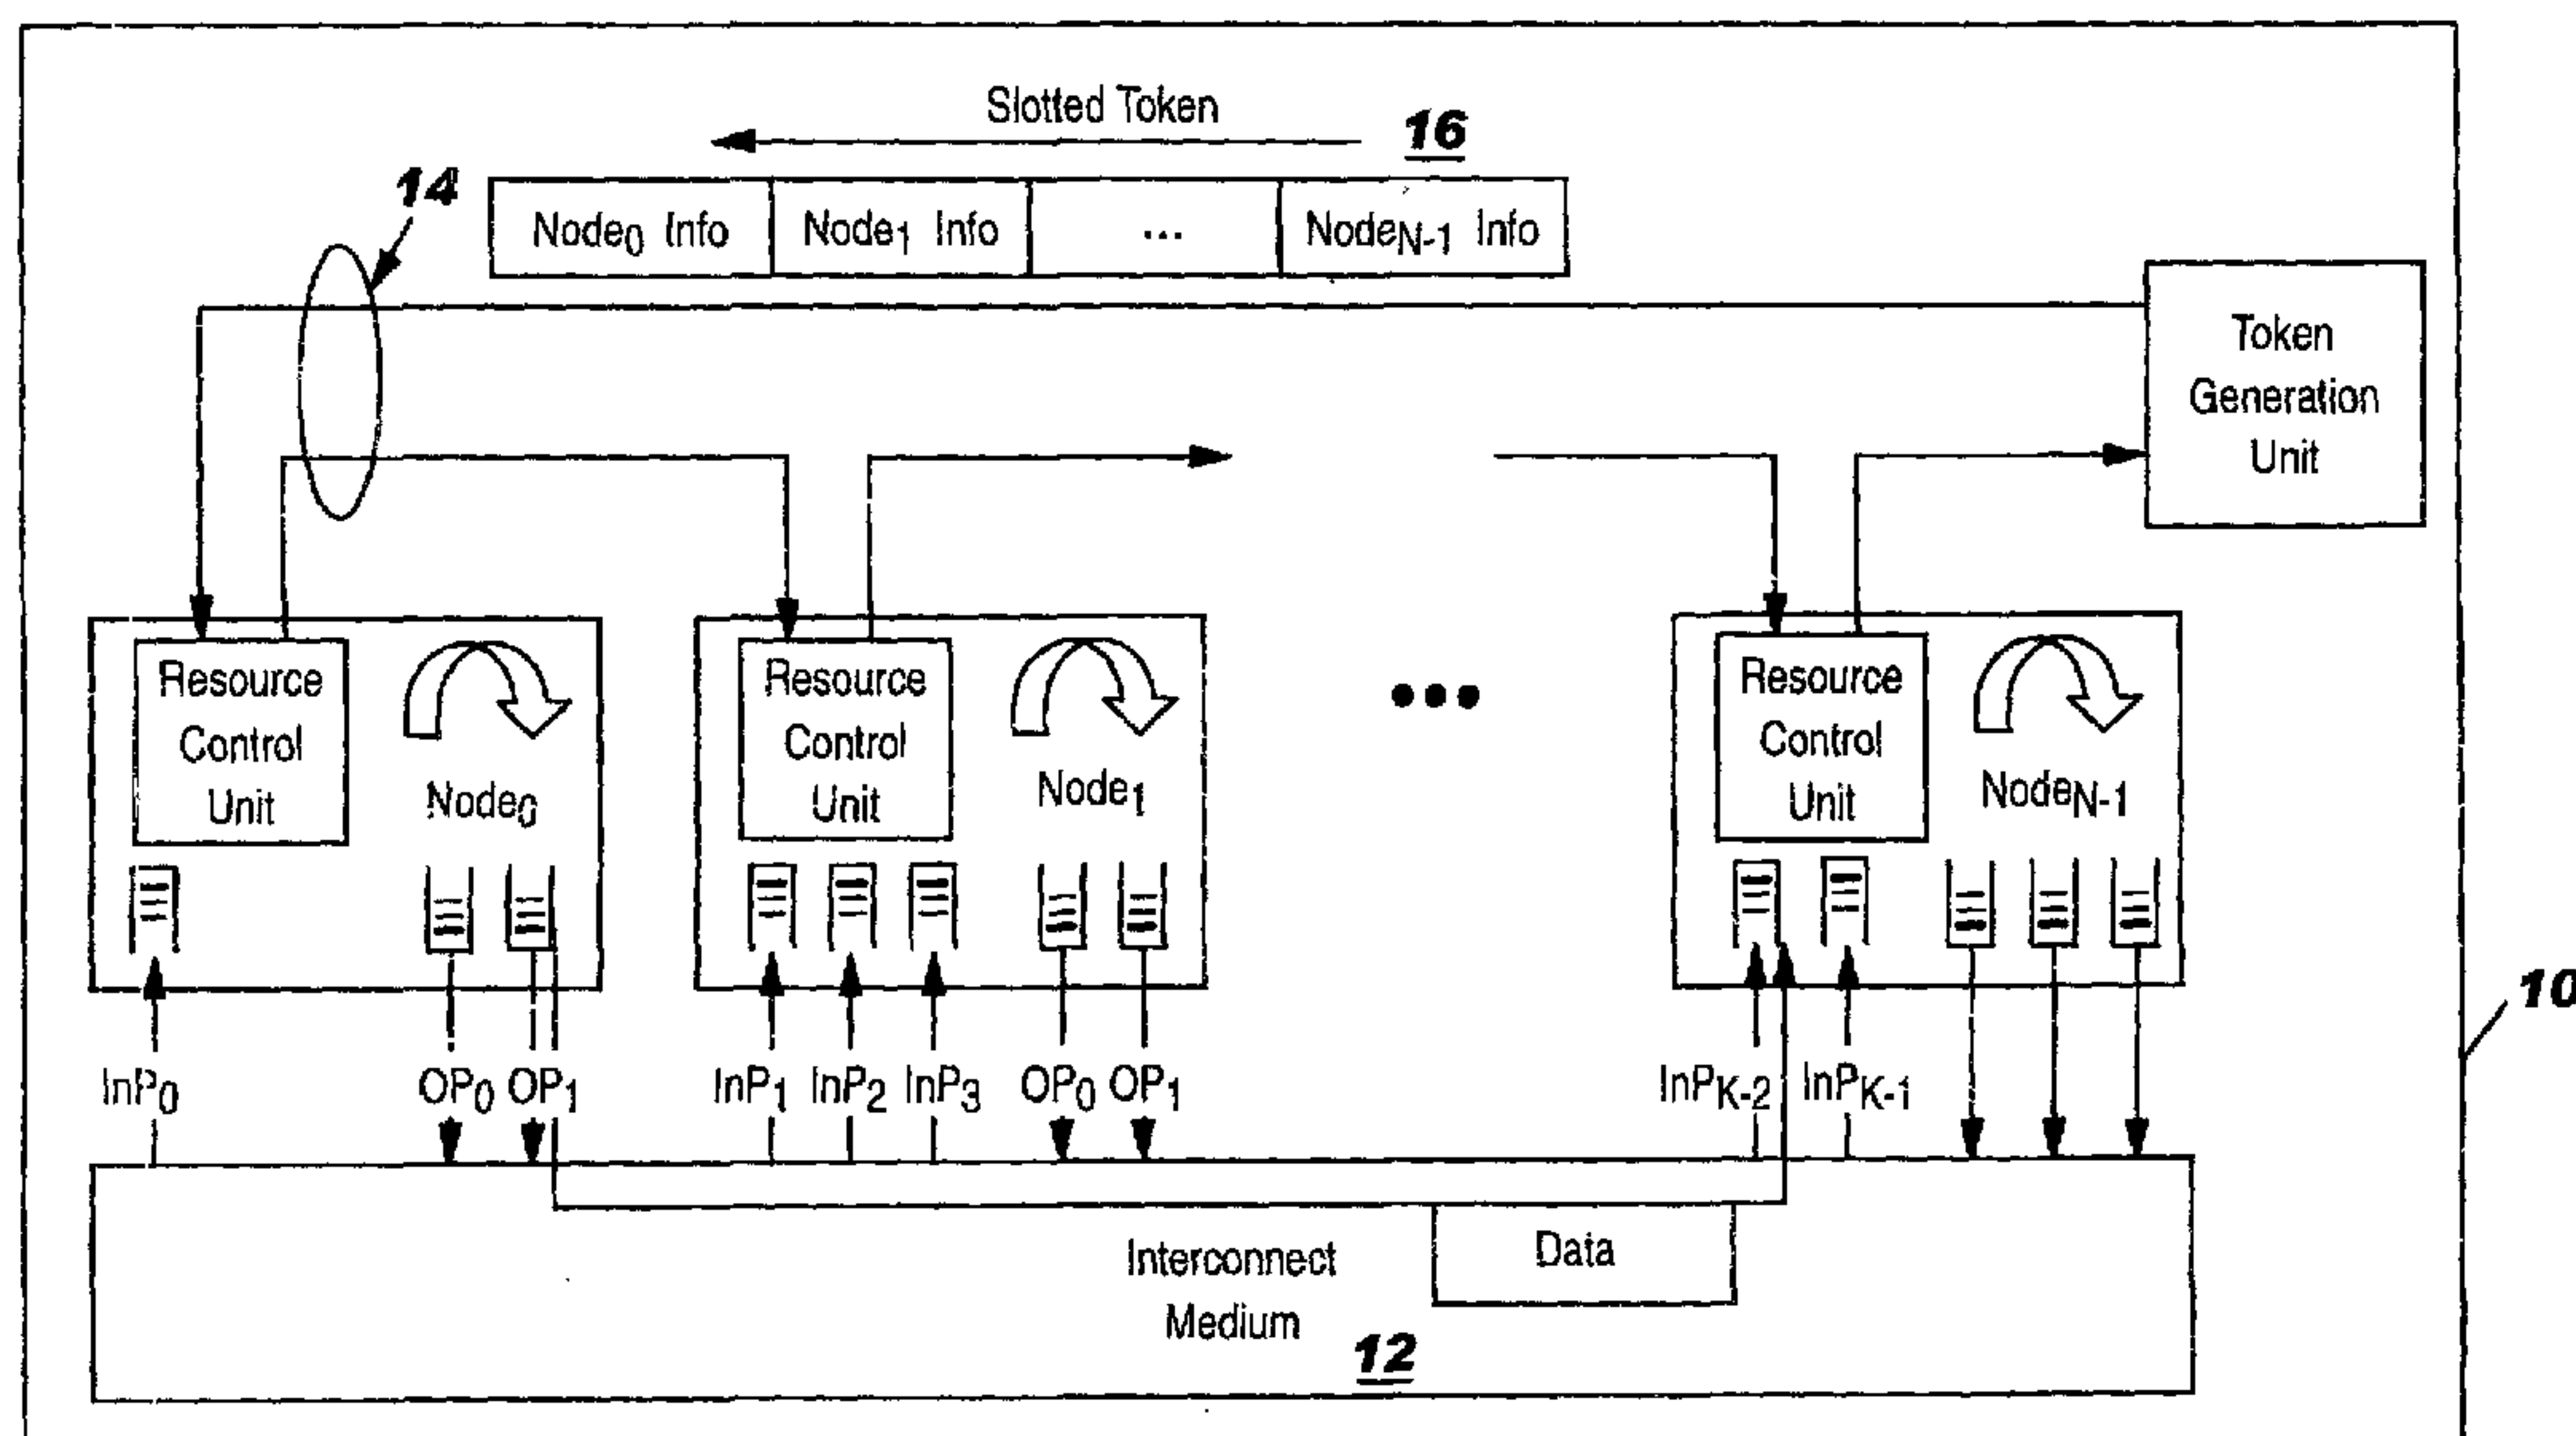 Slotted Token
16
14
Node0 Info Node1 Info ... NodeN-1 Info
Token
Generation
Unit
Resource
Control
Unit
Node0
Resource
Control
Unit
Node1
Resource
Control
Unit
NodeN-1
10
InP0 OP0 OP1 InP1 InP2 InP3 OP0 OP1 InPK-2 InPK-1
Data
Interconnect
Medium
12